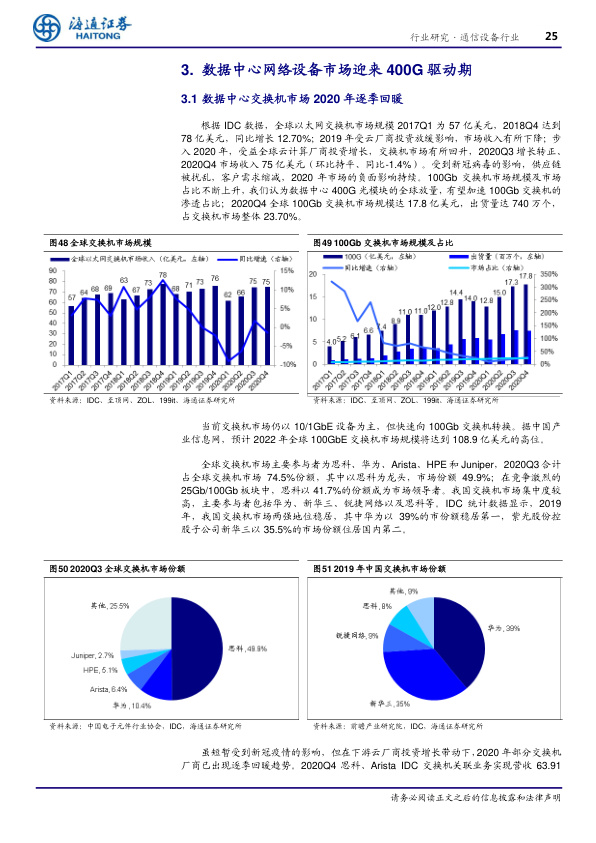 海通证券
HAITONG
行业研究·通信设备行业 25
3. 数据中心网络设备市场迎来 400G 驱动期
3.1 数据中心交换机市场 2020 年逐季回暖
根据 IDC 数据，全球以太网交换机市场规模 2017Q1 为 57 亿美元，2018Q4 达到
78 亿美元，同比增长 12.70%；2019 年受云厂商投资放缓影响，市场收入有所下降；步
入 2020 年，受益全球云计算厂商投资增长，交换机市场有所回升，2020Q3 增长转正、
2020Q4 市场收入 75 亿美元（环比持平、同比-1.4%）。受到新冠病毒的影响，供应链
被扰乱，客户需求缩减，2020 年市场的负面影响持续。100Gb 交换机市场规模及市场
占比不断上升，我们认为数据中心 400G 光模块的全球放量，有望加速 100Gb 交换机的
渗透占比；2020Q4 全球 100Gb 交换机市场规模达 17.8 亿美元，出货量达 740 万个，
占交换机市场整体 23.70%。
图48 全球交换机市场规模
全球以太网交换机市场收入（亿美元，左轴） 同比增速（右轴）
90 80 70 60 50 40 30 20 10 0
57 64 68 69 63 67 73 78 68 71 73 76 62 66 75 75
15% 10% 5% 0% -5% -10%
2017Q1 2017Q2 2017Q3 2017Q4 2018Q1 2018Q2 2018Q3 2018Q4 2019Q1 2019Q2 2019Q3 2019Q4 2020Q1 2020Q2 2020Q3 2020Q4
资料来源：IDC、至顶网、ZOL、199it、海通证券研究所
图49 100Gb 交换机市场规模及占比
100G（亿美元，左轴） 出货量（百万个，左轴）
同比增速（右轴） 市场占比（右轴）
20 15 10 5 0
4.0 5.2 6.1 6.6 7.4 8.9 11.0 11.0 12.0 12.8 14.4 14.0 12.8 15.0 17.3 17.8
350% 300% 250% 200% 150% 100% 50% 0%
2017Q1 2017Q2 2017Q3 2017Q4 2018Q1 2018Q2 2018Q3 2018Q4 2019Q1 2019Q2 2019Q3 2019Q4 2020Q1 2020Q2 2020Q3 2020Q4
资料来源：IDC、至顶网、ZOL、199it、海通证券研究所
当前交换机市场仍以 10/1GbE 设备为主，但快速向 100Gb 交换机转换。据中国产
业信息网，预计 2022 年全球 100GbE 交换机市场规模将达到 108.9 亿美元的高位。
全球交换机市场主要参与者为思科、华为、Arista、HPE 和 Juniper，2020Q3 合计
占全球交换机市场 74.5%份额，其中以思科为龙头，市场份额 49.9%；在竞争激烈的
25Gb/100Gb 板块中，思科以 41.7%的份额成为市场领导者。我国交换机市场集中度较
高，主要参与者包括华为、新华三、锐捷网络以及思科等。IDC 统计数据显示，2019
年，我国交换机市场两强地位稳居，其中华为以 39%的市份额稳居第一，紫光股份控
股子公司新华三以 35.5%的市场份额位居国内第二。
图50 2020Q3 全球交换机市场份额
其他, 25.5%
思科, 49.9%
Juniper, 2.7%
HPE, 5.1%
Arista, 6.4%
华为, 10.4%
资料来源：中国电子元件行业协会，IDC，海通证券研究所
图51 2019 年中国交换机市场份额
其他, 9%
思科, 8%
锐捷网络, 9%
华为, 39%
新华三, 35%
资料来源：前瞻产业研究院，IDC，海通证券研究所
虽短暂受到新冠疫情的影响，但在下游云厂商投资增长带动下，2020 年部分交换机
厂商已出现逐季回暖趋势。2020Q4 思科、Arista IDC 交换机关联业务实现营收 63.91
请务必阅读正文之后的信息披露和法律声明